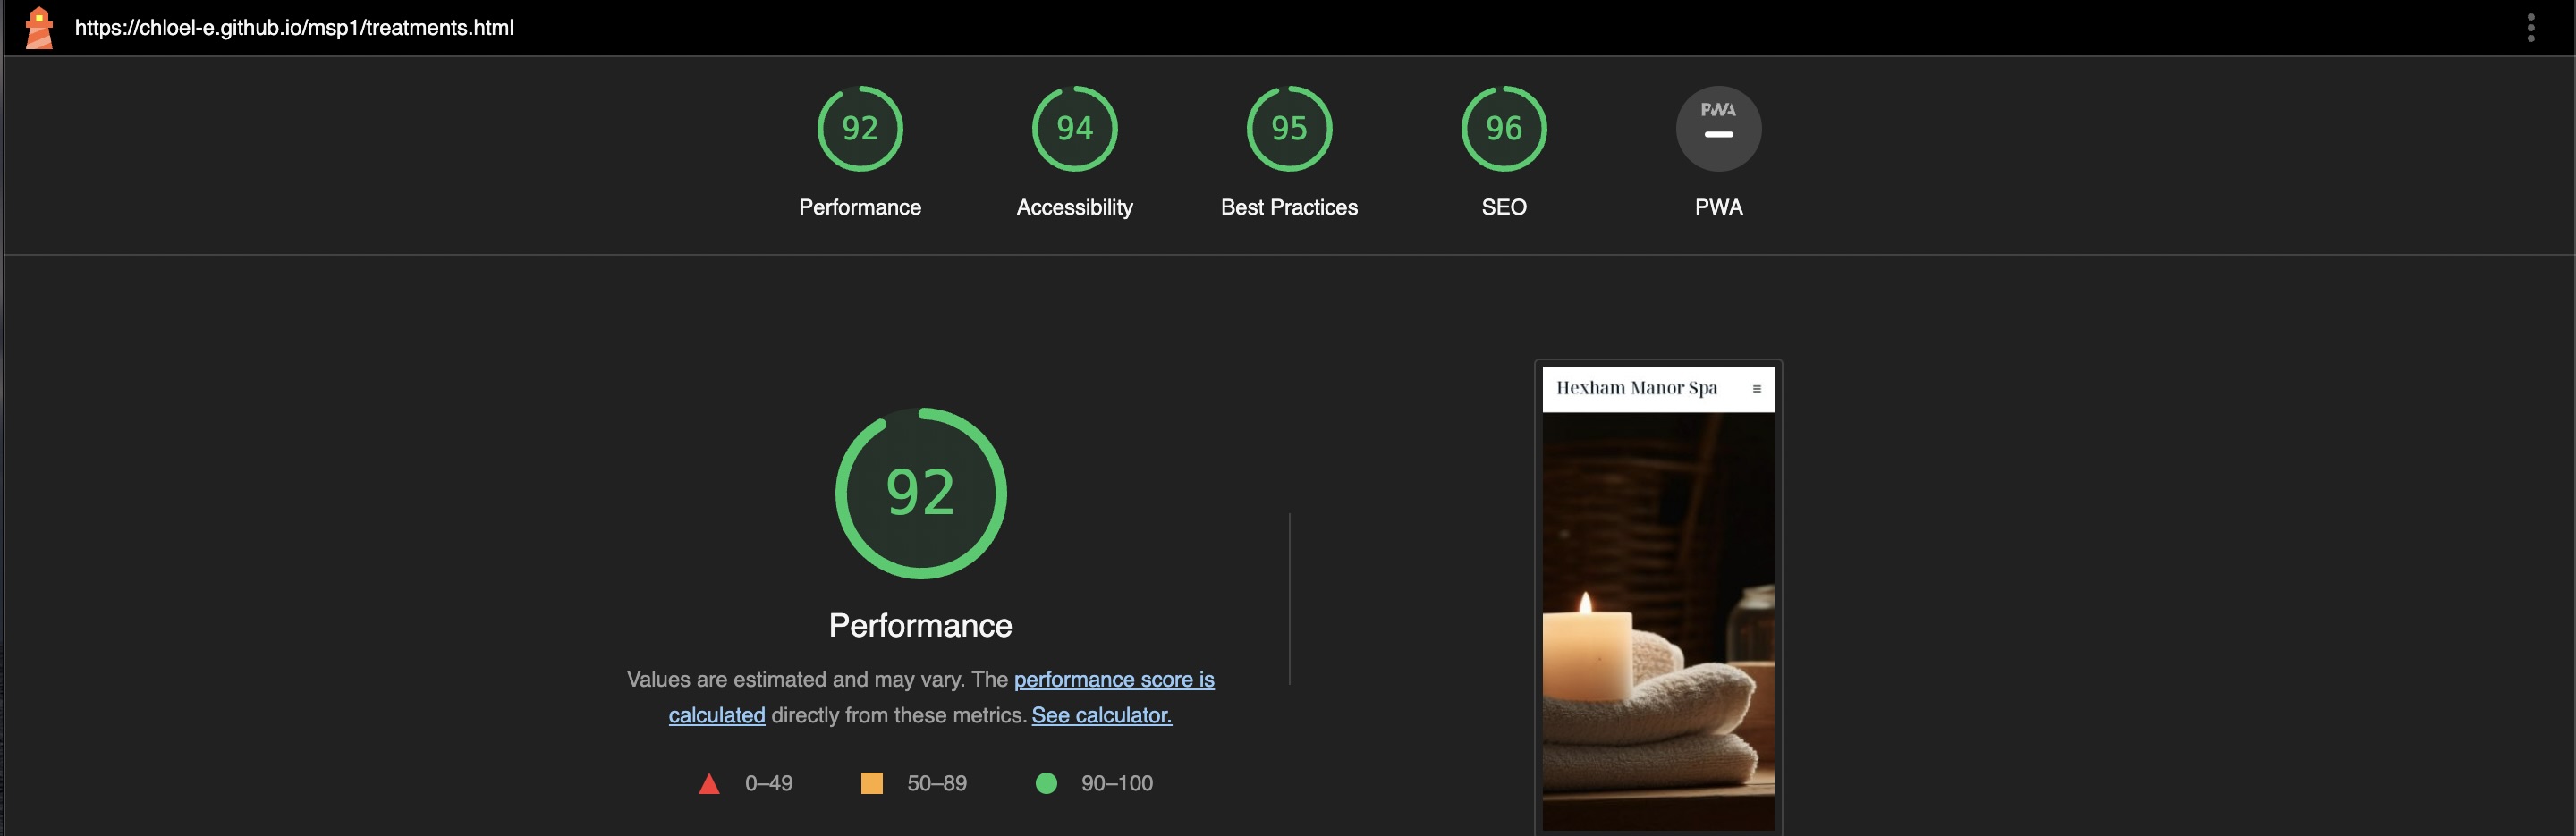 https://chloel-e.github.io/msp1/treatments.html
92
94
95
96
PWA
Performance
Accessibility
Best Practices
SEO
PWA
92
Performance
Values are estimated and may vary. The performance score is
calculated directly from these metrics. See calculator.
0–49
50–89
90–100
Hexham Manor Spa